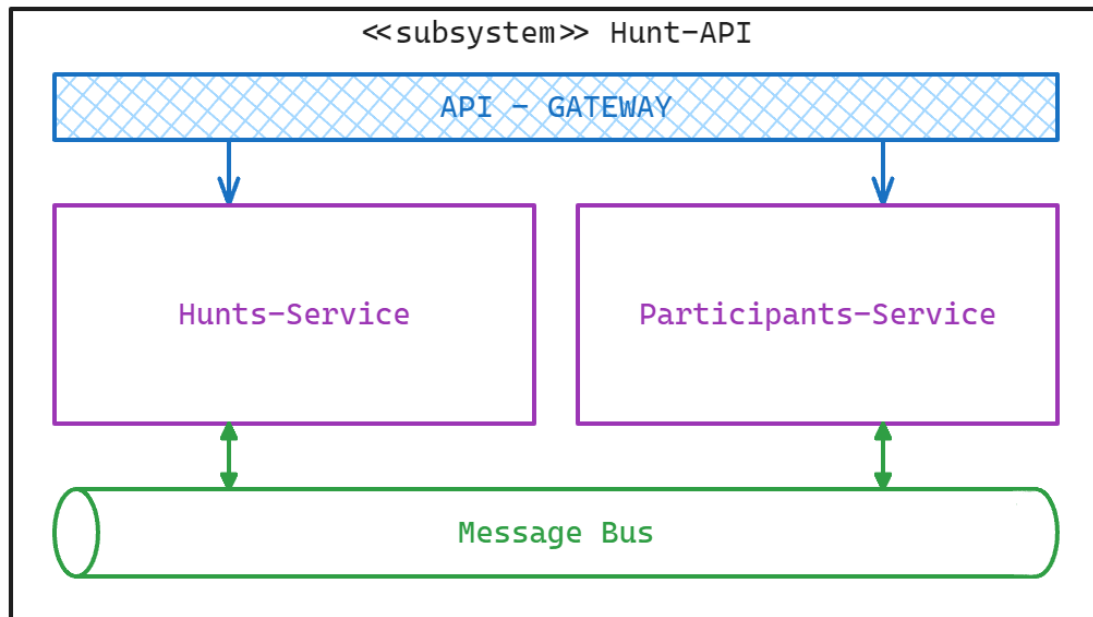 ≪subsystem≫ Hunt-API
API - GATEWAY
Hunts-Service
Participants-Service
Message Bus